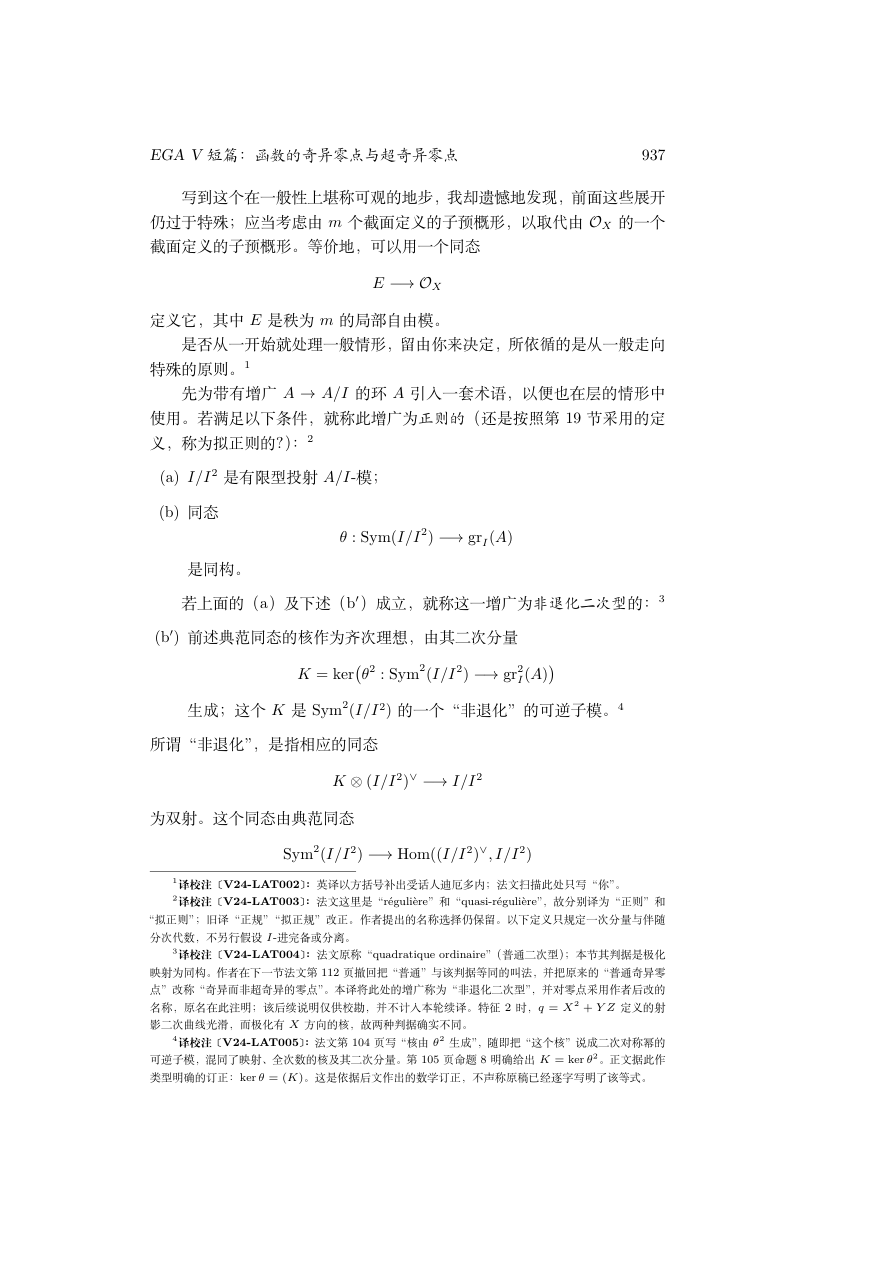 EGA V 短篇：函数的奇异零点与超奇异零点 937
写到这个在一般性上堪称可观的地步，我却遗憾地发现，前面这些展开
仍过于特殊；应当考虑由 m 个截面定义的子预概形，以取代由 𝒪_X 的一个
截面定义的子预概形。等价地，可以用一个同态
E ⟶ 𝒪_X
定义它，其中 E 是秩为 m 的局部自由模。
是否从一开始就处理一般情形，留由你来决定，所依循的是从一般走向
特殊的原则。¹
先为带有增广 A → A/I 的环 A 引入一套术语，以便也在层的情形中
使用。若满足以下条件，就称此增广为正则的（还是按照第 19 节采用的定
义，称为拟正则的?）：²
(a) I/I² 是有限型投射 A/I-模；
(b) 同态
θ : Sym(I/I²) ⟶ gr_I(A)
是同构。
若上面的（a）及下述（b′）成立，就称这一增广为非退化二次型的：³
(b′) 前述典范同态的核作为齐次理想，由其二次分量
K = ker(θ² : Sym²(I/I²) ⟶ gr²_I(A))
生成；这个 K 是 Sym²(I/I²) 的一个“非退化”的可逆子模。⁴
所谓“非退化”，是指相应的同态
K ⊗ (I/I²)^∨ ⟶ I/I²
为双射。这个同态由典范同态
Sym²(I/I²) ⟶ Hom((I/I²)^∨, I/I²)
¹译校注〔V24-LAT002〕：英译以方括号补出受话人迪厄多内；法文扫描此处只写“你”。
²译校注〔V24-LAT003〕：法文这里是“régulière”和“quasi-régulière”，故分别译为“正则”和
“拟正则”；旧译“正规”“拟正规”改正。作者提出的名称选择仍保留。以下定义只规定一次分量与伴随
分次代数，不另行假设 I-进完备或分离。
³译校注〔V24-LAT004〕：法文原称“quadratique ordinaire”（普通二次型）；本节其判据是极化
映射为同构。作者在下一节法文第 112 页撤回把“普通”与该判据等同的叫法，并把原来的“普通奇异零
点”改称“奇异而非超奇异的零点”。本译将此处的增广称为“非退化二次型”，并对零点采用作者后改的
名称，原名在此注明；该后续说明仅供校勘，并不计入本轮续译。特征 2 时，q = X² + YZ 定义的射
影二次曲线光滑，而极化有 X 方向的核，故两种判据确实不同。
⁴译校注〔V24-LAT005〕：法文第 104 页写“核由 θ² 生成”，随即把“这个核”说成二次对称幂的
可逆子模，混同了映射、全次数的核及其二次分量。第 105 页命题 8 明确给出 K = ker θ²。正文据此作
类型明确的订正：ker θ = (K)。这是依据后文作出的数学订正，不声称原稿已经逐字写明了该等式。